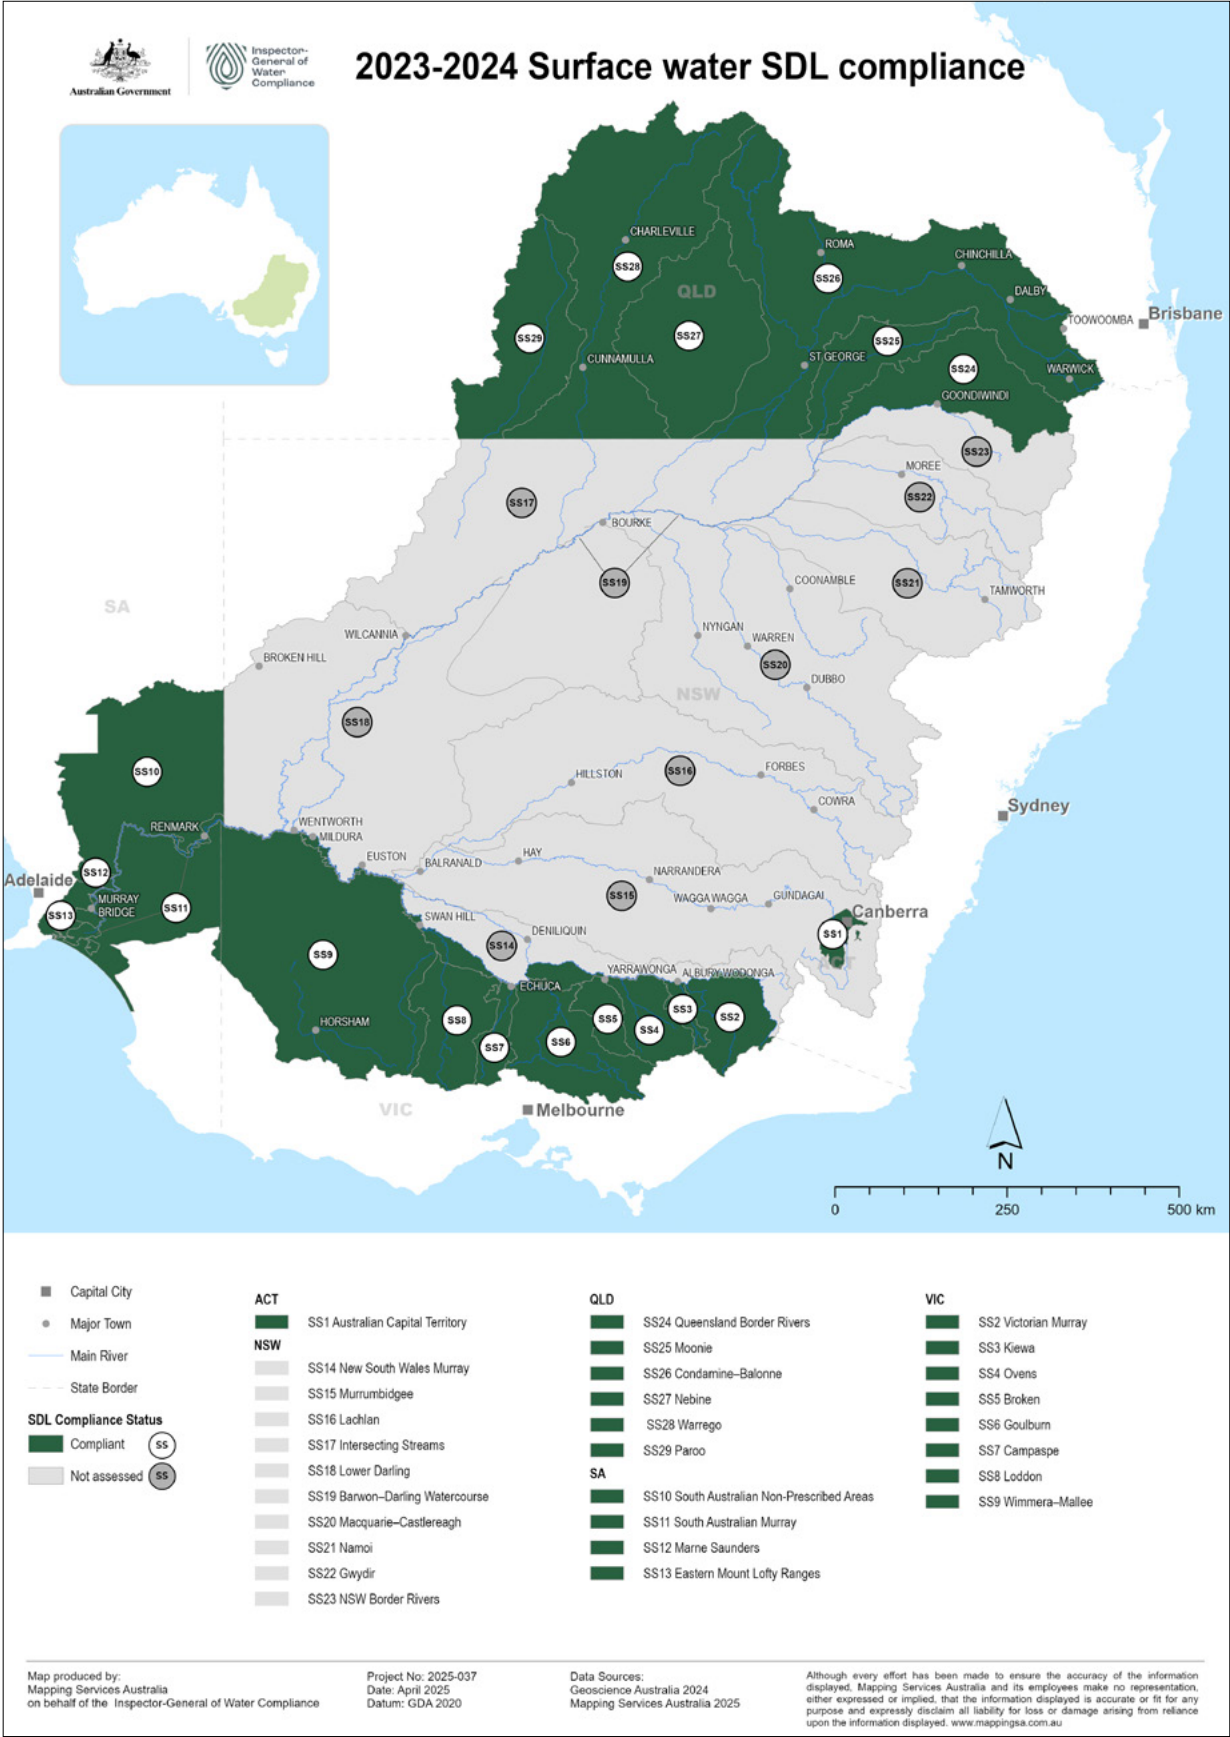 Australian Government
Inspector-
General of
Water
Compliance
2023-2024 Surface water SDL compliance
CHARLEVILLE
ROMA
CHINCHILLA
SS28
SS26
QLD
DALBY
TOOWOOMBA
Brisbane
SS29
SS27
SS25
CUNNAMULLA
ST GEORGE
SS24
WARWICK
GOONDIWINDI
SS23
MOREE
SS17
SS22
BOURKE
SS19
COONAMBLE
SS21
TAMWORTH
SA
WILCANNIA
NYNGAN
WARREN
BROKEN HILL
SS20
DUBBO
NSW
SS18
SS10
HILLSTON
SS16
FORBES
COWRA
Sydney
RENMARK
WENTWORTH
MILDURA
EUSTON
BALRANALD
HAY
NARRANDERA
Adelaide
SS12
MURRAY
BRIDGE
SS11
SS15
WAGGA WAGGA
GUNDAGAI
SS13
Canberra
SWAN HILL
DENILIQUIN
SS1
SS9
SS14
ACT
YARRAWONGA
ALBURY WODONGA
ECHUCA
HORSHAM
SS8
SS5
SS4
SS3
SS2
SS7
SS6
VIC
Melbourne
N
0 250 500 km
Capital City
Major Town
Main River
State Border
SDL Compliance Status
Compliant SS
Not assessed SS
ACT
SS1 Australian Capital Territory
NSW
SS14 New South Wales Murray
SS15 Murrumbidgee
SS16 Lachlan
SS17 Intersecting Streams
SS18 Lower Darling
SS19 Barwon–Darling Watercourse
SS20 Macquarie–Castlereagh
SS21 Namoi
SS22 Gwydir
SS23 NSW Border Rivers
QLD
SS24 Queensland Border Rivers
SS25 Moonie
SS26 Condamine–Balonne
SS27 Nebine
SS28 Warrego
SS29 Paroo
SA
SS10 South Australian Non-Prescribed Areas
SS11 South Australian Murray
SS12 Marne Saunders
SS13 Eastern Mount Lofty Ranges
VIC
SS2 Victorian Murray
SS3 Kiewa
SS4 Ovens
SS5 Broken
SS6 Goulburn
SS7 Campaspe
SS8 Loddon
SS9 Wimmera–Mallee
Map produced by:
Mapping Services Australia
on behalf of the Inspector-General of Water Compliance
Project No: 2025-037
Date: April 2025
Datum: GDA 2020
Data Sources:
Geoscience Australia 2024
Mapping Services Australia 2025
Although every effort has been made to ensure the accuracy of the information
displayed, Mapping Services Australia and its employees make no representation,
either expressed or implied, that the information displayed is accurate or fit for any
purpose and expressly disclaim all liability for loss or damage arising from reliance
upon the information displayed. www.mappingsa.com.au